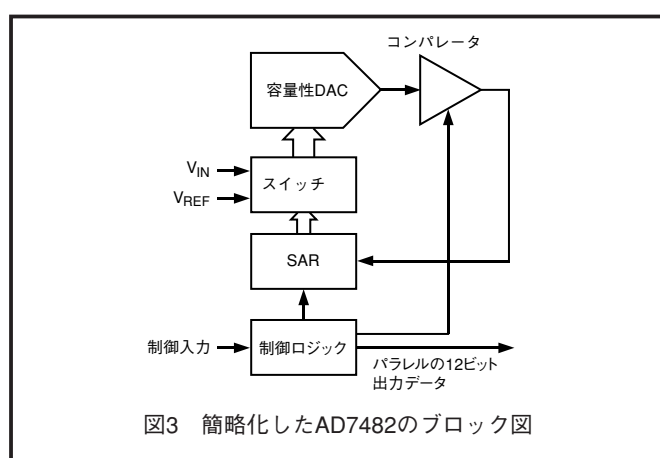 コンパレータ
容量性DAC
VIN
VREF
スイッチ
SAR
制御入力
制御ロジック
パラレルの12ビット
出力データ
図3 簡略化したAD7482のブロック図